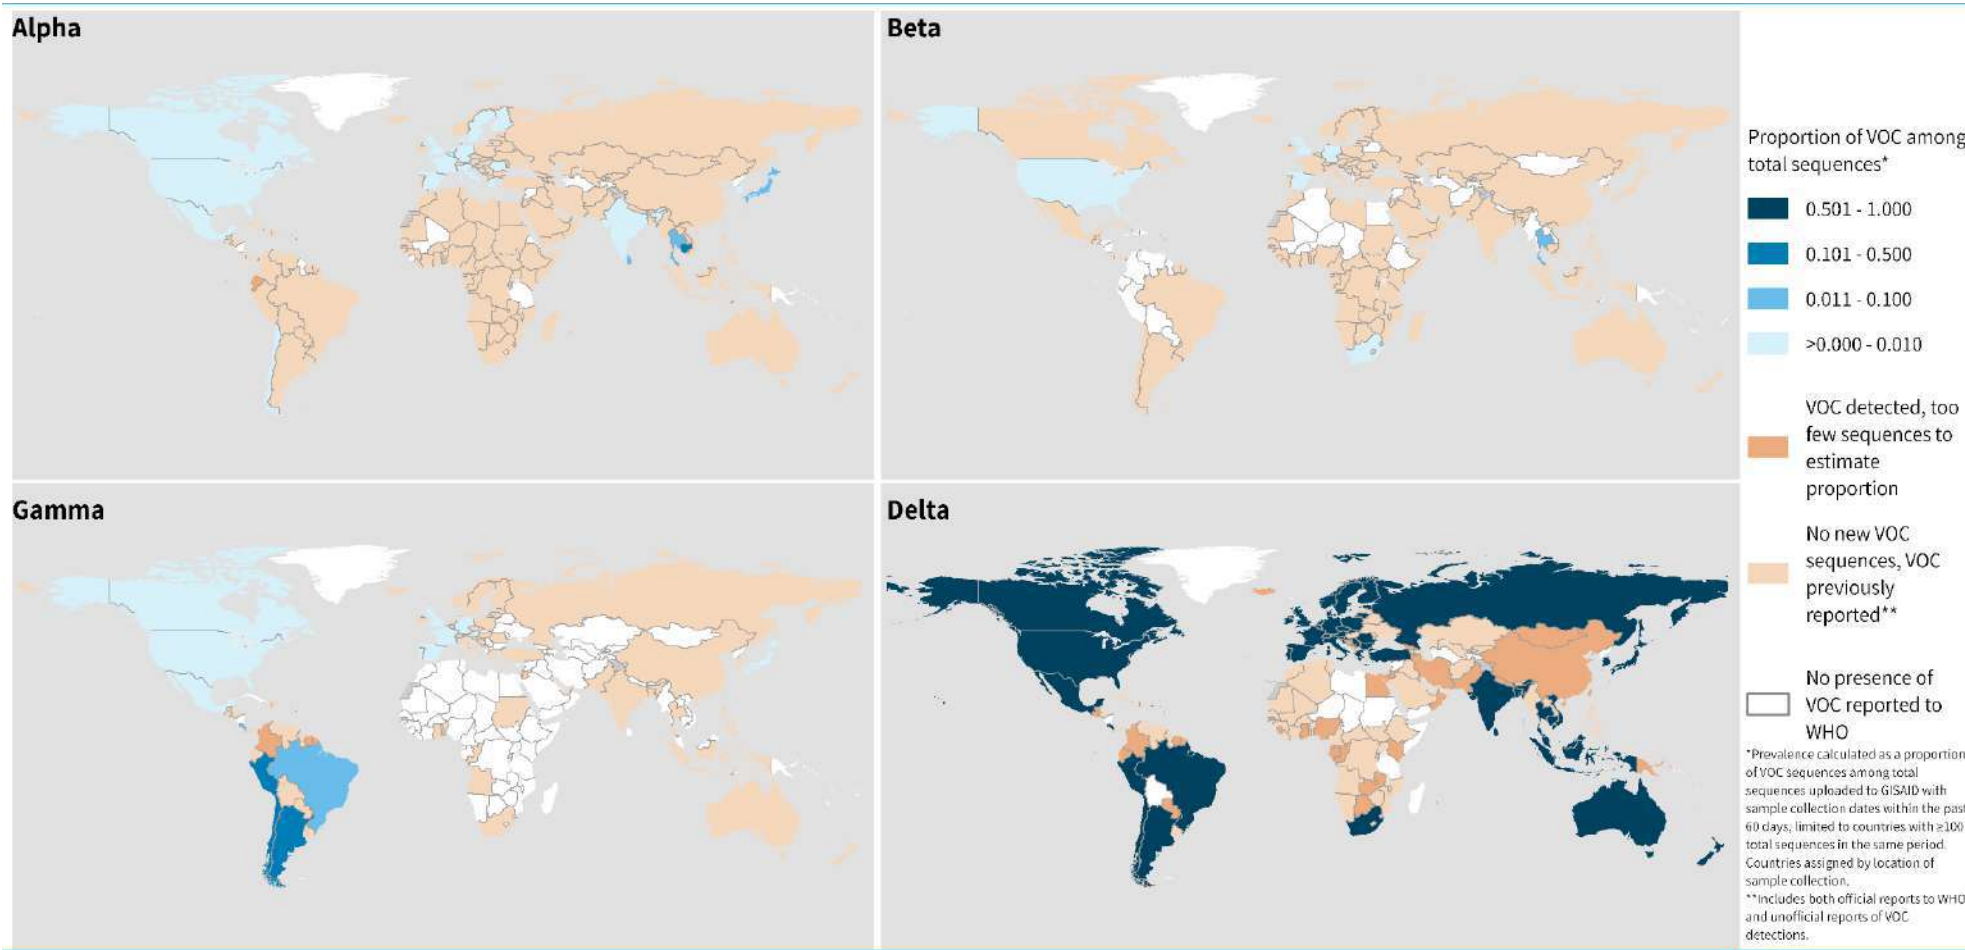 Alpha
Beta
Gamma
Delta
Proportion of VOC among
total sequences*
0.501 - 1.000
0.101 - 0.500
0.011 - 0.100
>0.000 - 0.010
VOC detected, too
few sequences to
estimate
proportion
No new VOC
sequences, VOC
previously
reported**
No presence of
VOC reported to
WHO
*Prevalence calculated as a proportion
of VOC sequences among total
sequences uploaded to GISAID with
sample collection dates within the past
60 days, limited to countries with ≥100
total sequences in the same period.
Countries assigned by location of
sample collection.
**Includes both official reports to WHO
and unofficial reports of VOC
detections.